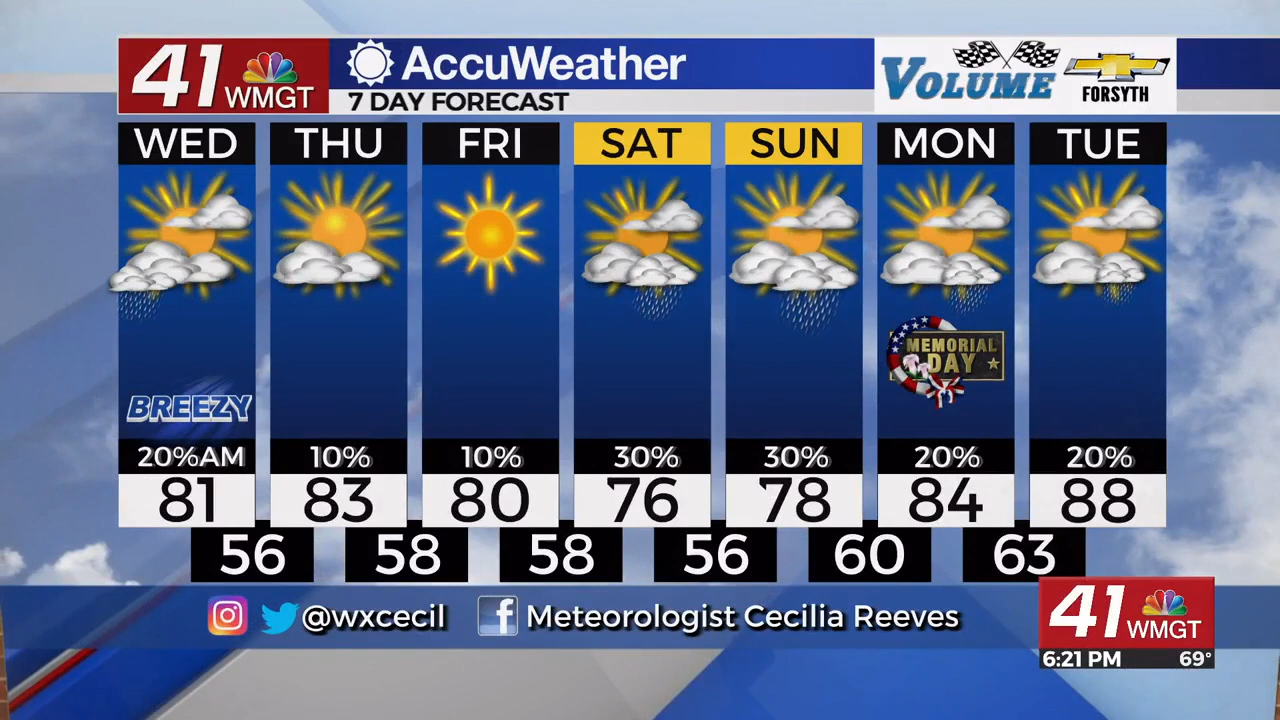 41 WMGT
AccuWeather
7 DAY FORECAST
VOLUME
FORSYTH
WED THU FRI SAT SUN MON TUE
MEMORIAL
DAY
BREEZY
20%AM 10% 10% 30% 30% 20% 20%
81 83 80 76 78 84 88
56 58 58 56 60 63
@wxcecil Meteorologist Cecilia Reeves
41 WMGT
6:21 PM 69°